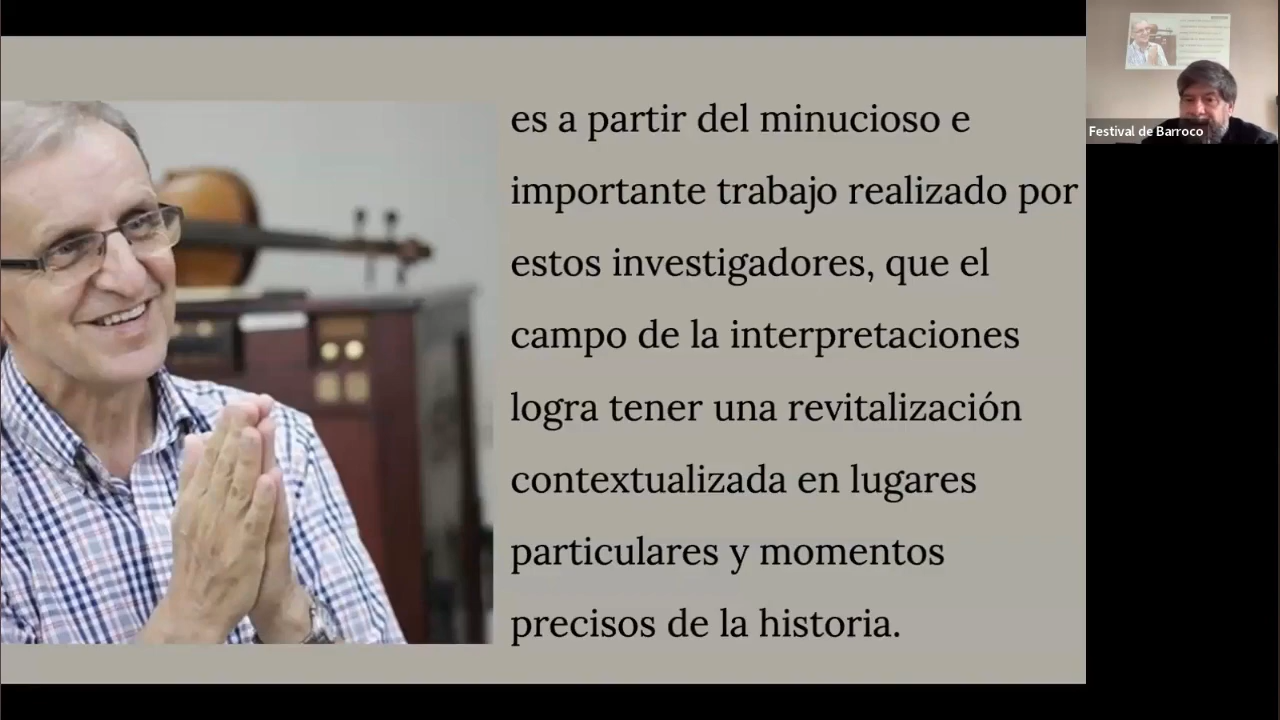 es a partir del minucioso e
importante trabajo realizado por
estos investigadores, que el
campo de la interpretaciones
logra tener una revitalización
contextualizada en lugares
particulares y momentos
precisos de la historia.
Festival de Barroco